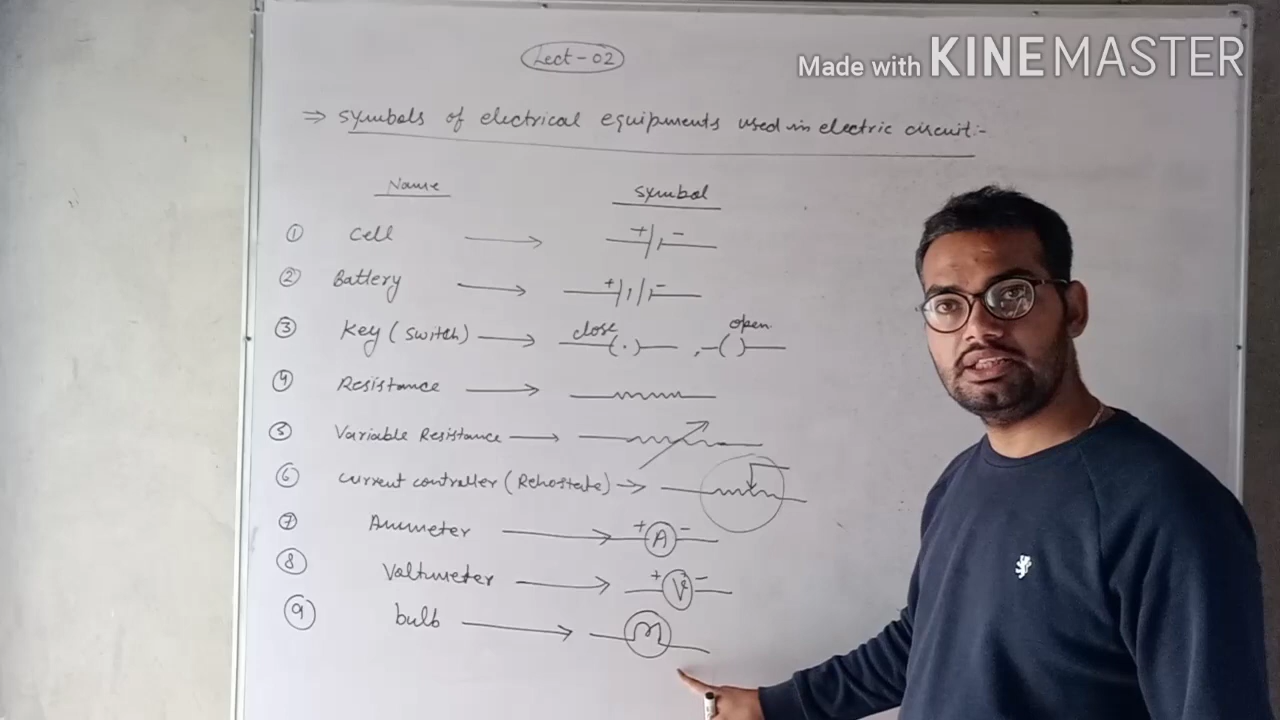 Lect-02
Made with KINEMASTER
⇒ symbols of electrical equipments used in electric circuit:-
Name symbol
① cell → + -
② Battery → + -
③ Key (switch) → close , open
④ Resistance →
⑤ Variable Resistance →
⑥ current controller (Rehostate) →
⑦ Ammeter → + A -
⑧ Voltmeter → + V -
⑨ bulb →